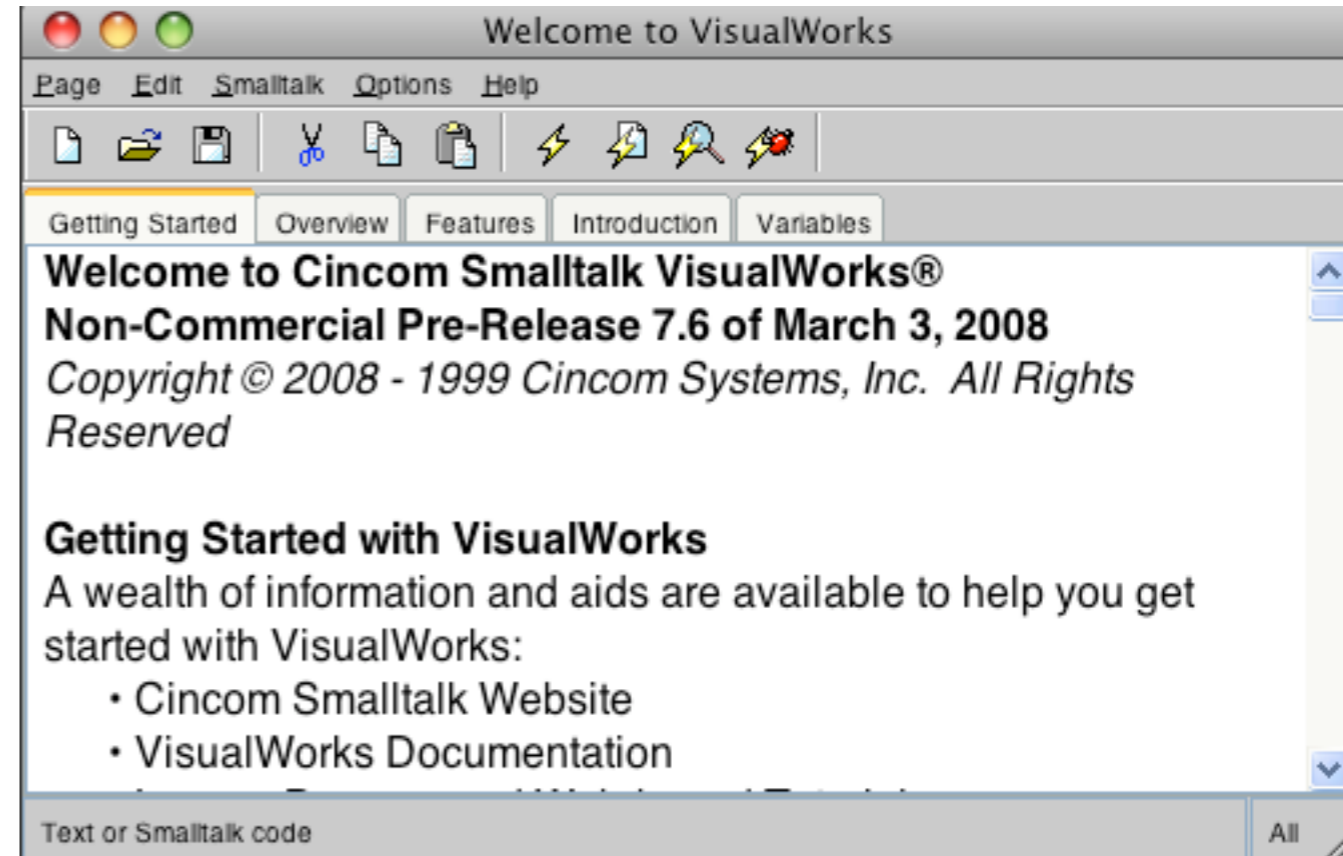 Welcome to VisualWorks
Page Edit Smalltalk Options Help
Getting Started Overview Features Introduction Variables
Welcome to Cincom Smalltalk VisualWorks®
Non-Commercial Pre-Release 7.6 of March 3, 2008
Copyright © 2008 - 1999 Cincom Systems, Inc. All Rights
Reserved
Getting Started with VisualWorks
A wealth of information and aids are available to help you get
started with VisualWorks:
• Cincom Smalltalk Website
• VisualWorks Documentation
Text or Smalltalk code All